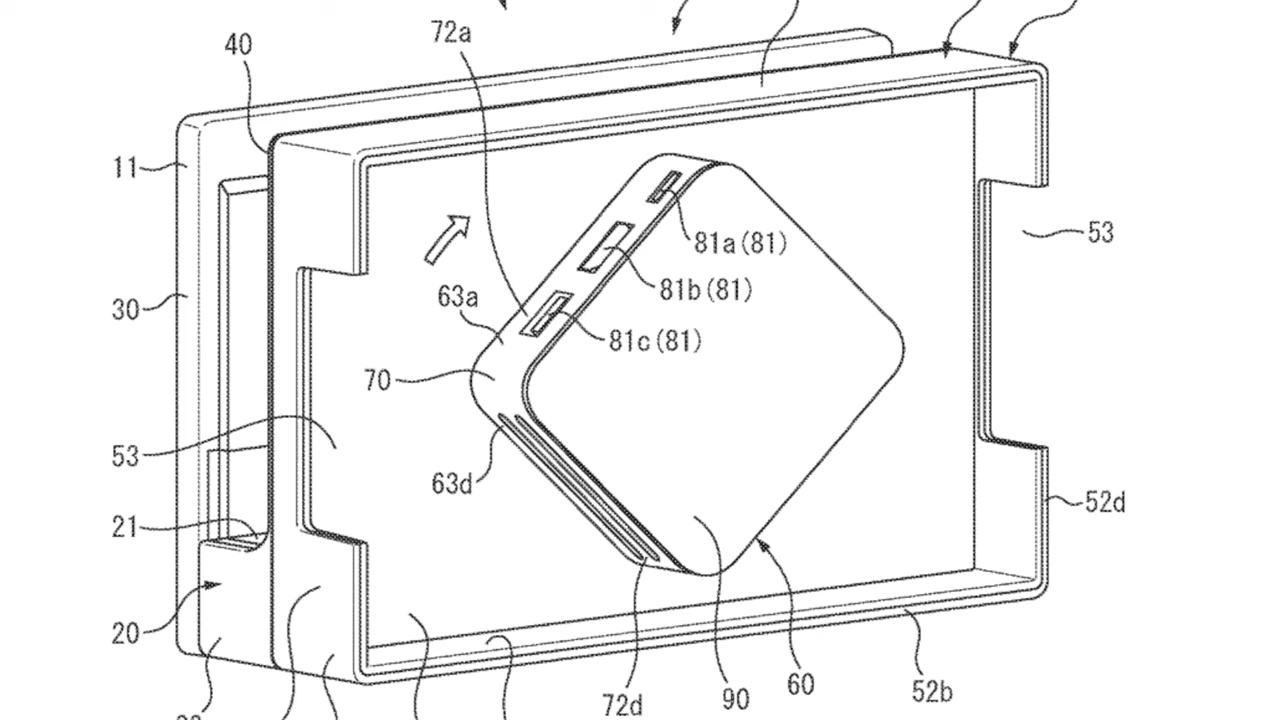 72a
40
11
53
81a(81)
81b(81)
63a
30
81c(81)
70
53
63d
52d
21
20
60
90
52b
72d